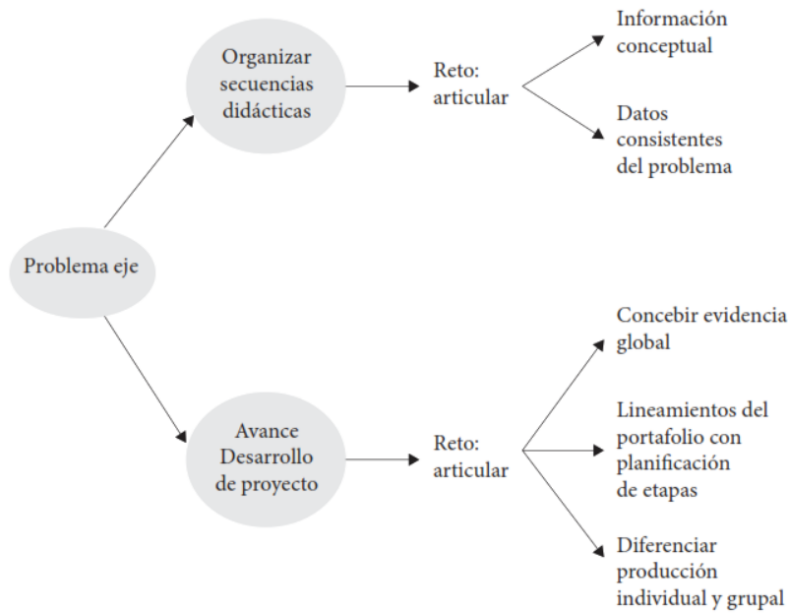 Problema eje
Organizar
secuencias
didácticas
Reto:
articular
Información
conceptual
Datos
consistentes
del problema
Avance
Desarrollo
de proyecto
Reto:
articular
Concebir evidencia
global
Lineamientos del
portafolio con
planificación
de etapas
Diferenciar
producción
individual y grupal